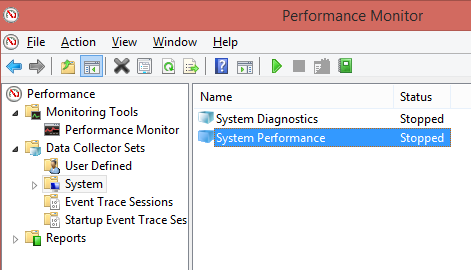 Performance Monitor
File Action View Window Help
Performance
Monitoring Tools
Performance Monitor
Data Collector Sets
User Defined
System
Event Trace Sessions
Startup Event Trace Ses
Reports
Name Status
System Diagnostics Stopped
System Performance Stopped